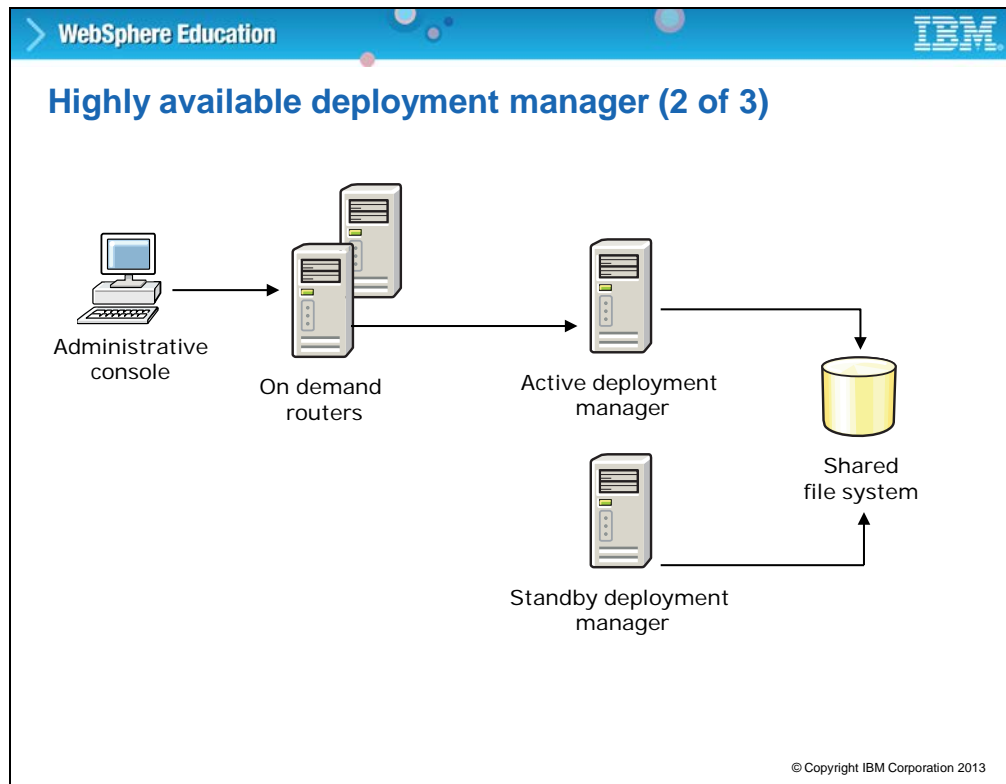 WebSphere Education
IBM.
Highly available deployment manager (2 of 3)
Administrative
console
On demand
routers
Active deployment
manager
Shared
file system
Standby deployment
manager
© Copyright IBM Corporation 2013